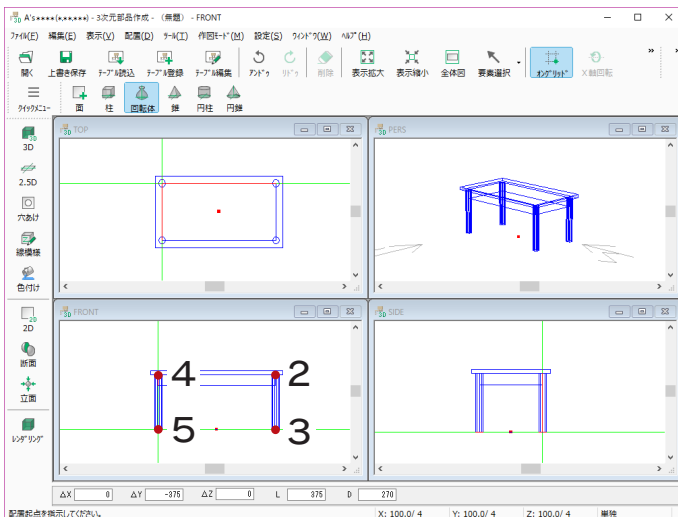 A's****(*.**.***) - 3次元部品作成 - （無題） - FRONT
ﾌｧｲﾙ(F) 編集(E) 表示(V) 配置(D) ﾂｰﾙ(T) 作図ﾓｰﾄﾞ(M) 設定(S) ｳｨﾝﾄﾞｳ(W) ﾍﾙﾌﾟ(H)
開く 上書き保存 ﾃｰﾌﾞﾙ読込 ﾃｰﾌﾞﾙ登録 ﾃｰﾌﾞﾙ編集 ｱﾝﾄﾞｩ ﾘﾄﾞｩ 削除 表示拡大 表示縮小 全体図 要素選択 ｵﾝｸﾞﾘｯﾄﾞ X軸回転
ｸｲｯｸﾒﾆｭｰ 面 柱 回転体 錐 円柱 円錐
3D
2.5D
穴あけ
線模様
色付け
2D
断面
立面
ﾚﾝﾀﾞﾘﾝｸﾞ
TOP
PERS
FRONT
4 2
5 3
SIDE
ΔX 0 ΔY -375 ΔZ 0 L 375 D 270
配置起点を指示してください。 X: 100.0/ 4 Y: 100.0/ 4 Z: 100.0/ 4 単独